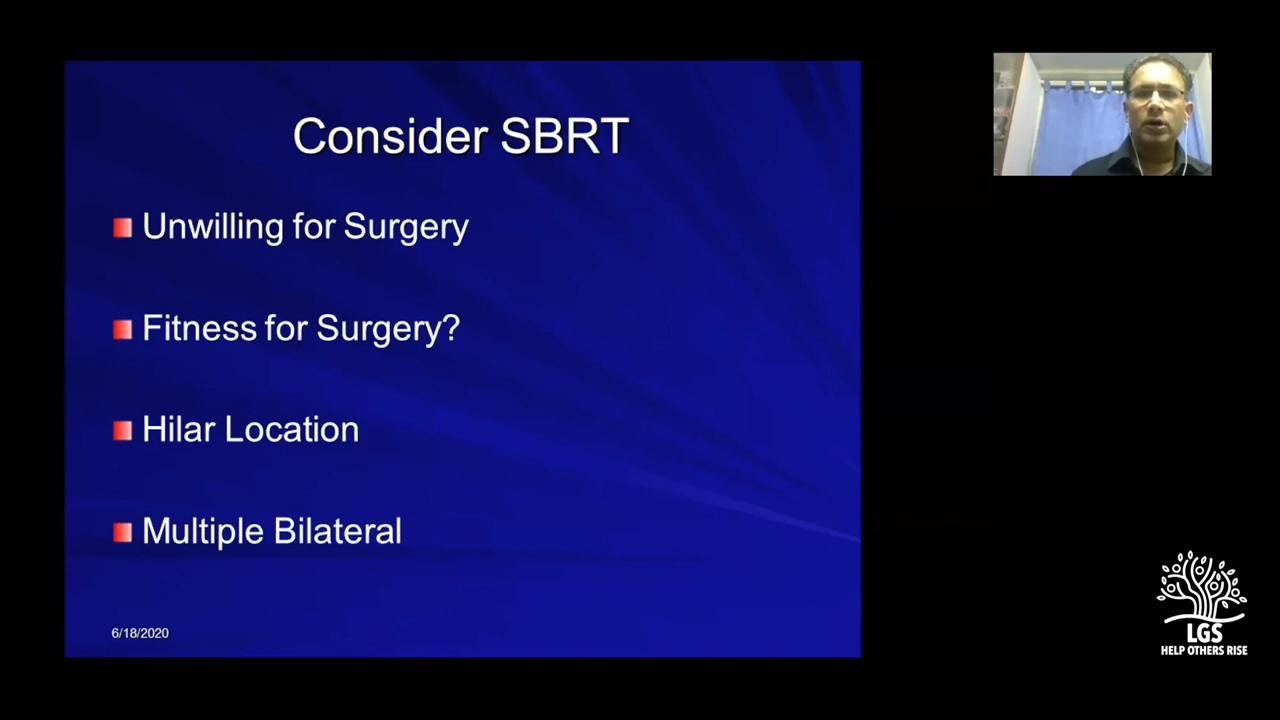 Consider SBRT
Unwilling for Surgery
Fitness for Surgery?
Hilar Location
Multiple Bilateral
6/18/2020
LGS
HELP OTHERS RISE